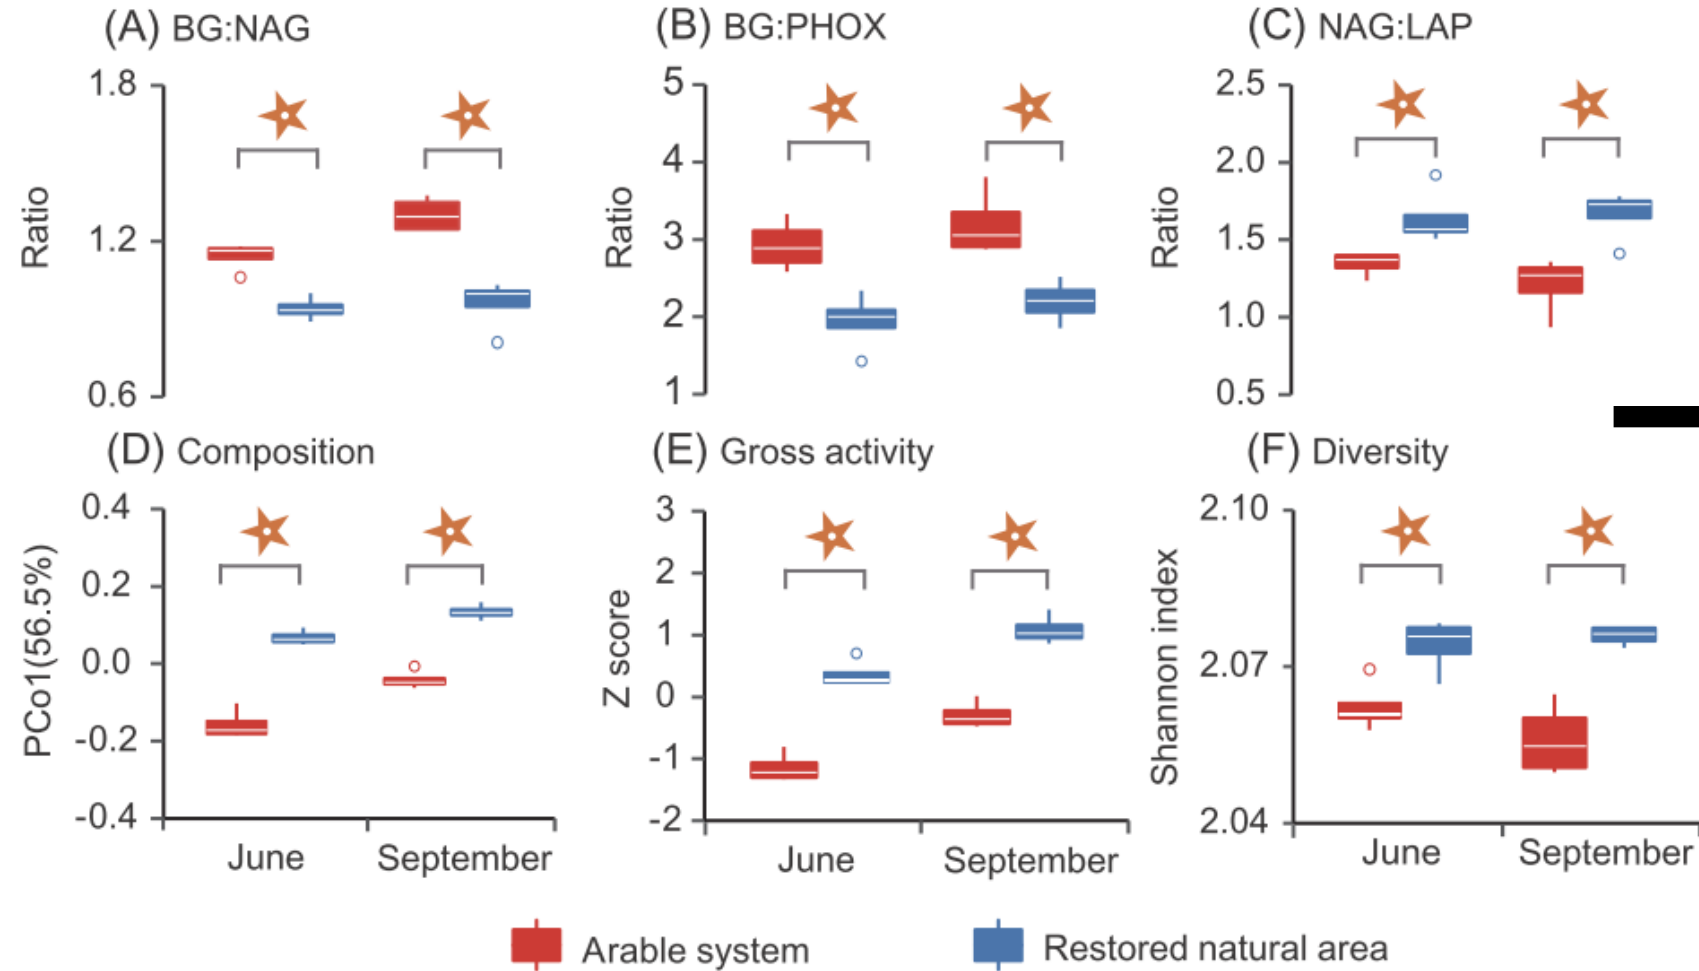 (A) BG:NAG
(B) BG:PHOX
(C) NAG:LAP
Ratio
1.8
1.2
0.6
Ratio
5
4
3
2
1
Ratio
2.5
2.0
1.5
1.0
0.5
(D) Composition
(E) Gross activity
(F) Diversity
PCo1(56.5%)
0.4
0.2
0.0
-0.2
-0.4
June
September
Z score
3
2
1
0
-1
-2
June
September
Shannon index
2.10
2.07
2.04
June
September
Arable system
Restored natural area